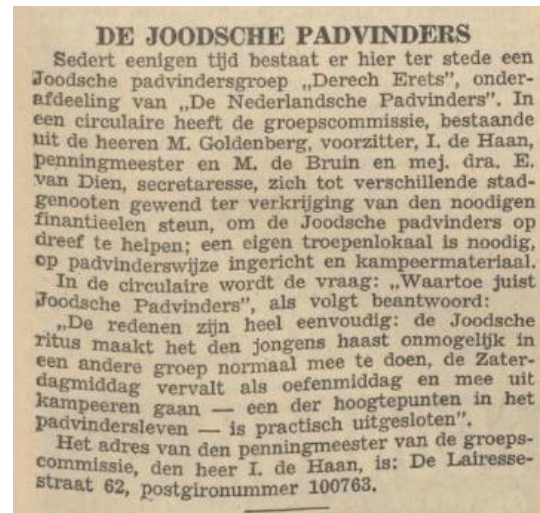 DE JOODSCHE PADVINDERS
Sedert eenigen tijd bestaat er hier ter stede een
Joodsche padvindersgroep „Derech Erets”, onder-
afdeeling van „De Nederlandsche Padvinders”. In
een circulaire heeft de groepscommissie, bestaande
uit de heeren M. Goldenberg, voorzitter, I. de Haan,
penningmeester en M. de Bruin en mej. dra. E.
van Dien, secretaresse, zich tot verschillende stad-
genooten gewend ter verkrijging van den noodigen
finantieelen steun, om de Joodsche padvinders op
dreef te helpen; een eigen troepenlokaal is noodig,
op padvinderswijze ingericht en kampeermateriaal.
In de circulaire wordt de vraag: „Waartoe juist
Joodsche Padvinders”, als volgt beantwoord:
„De redenen zijn heel eenvoudig: de Joodsche
ritus maakt het den jongens haast onmogelijk in
een andere groep normaal mee te doen, de Zater-
dagmiddag vervalt als oefenmiddag en mee uit
kampeeren gaan — een der hoogtepunten in het
padvindersleven — is practisch uitgesloten”.
Het adres van den penningmeester van de groeps-
commissie, den heer I. de Haan, is: De Lairesse-
straat 62, postgironummer 100763.